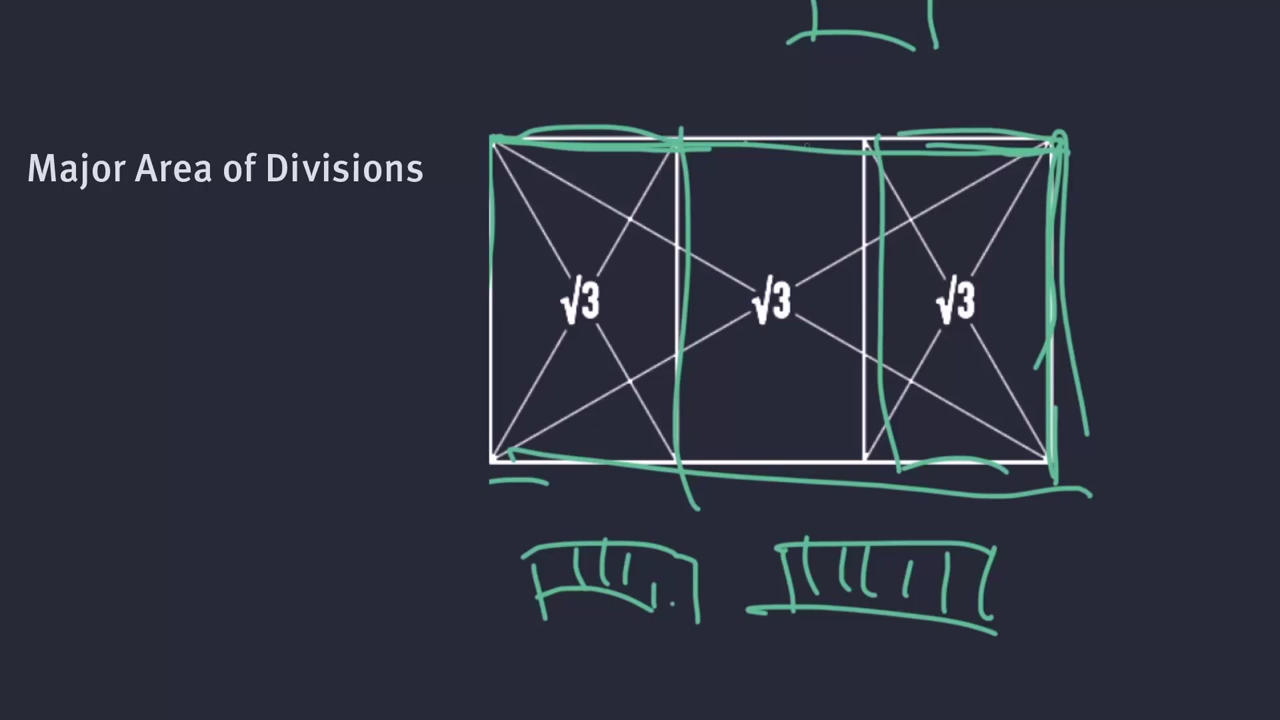 Major Area of Divisions
√3 √3 √3